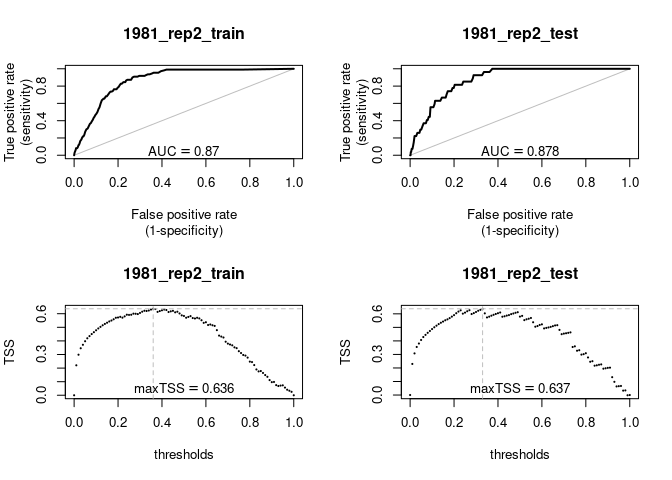 1981_rep2_train
True positive rate
(sensitivity)
0.0 0.4 0.8
AUC = 0.87
0.0 0.2 0.4 0.6 0.8 1.0
False positive rate
(1-specificity)
1981_rep2_test
True positive rate
(sensitivity)
0.0 0.4 0.8
AUC = 0.878
0.0 0.2 0.4 0.6 0.8 1.0
False positive rate
(1-specificity)
1981_rep2_train
TSS
0.0 0.3 0.6
maxTSS = 0.636
0.0 0.2 0.4 0.6 0.8 1.0
thresholds
1981_rep2_test
TSS
0.0 0.3 0.6
maxTSS = 0.637
0.0 0.2 0.4 0.6 0.8 1.0
thresholds